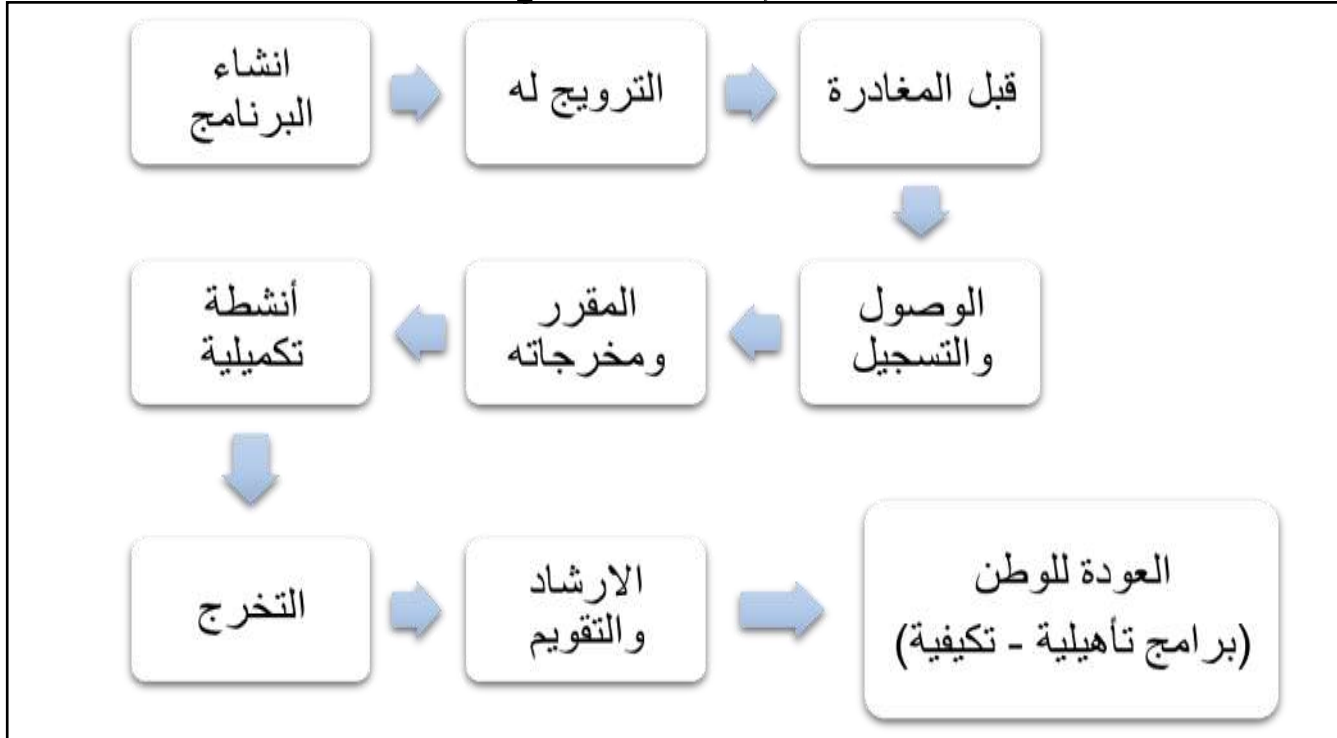 انشاء
البرنامج
الترويج له
قبل المغادرة
الوصول
والتسجيل
المقرر
ومخرجاته
أنشطة
تكميلية
التخرج
الارشاد
والتقويم
العودة للوطن
(برامج تأهيلية - تكيفية)